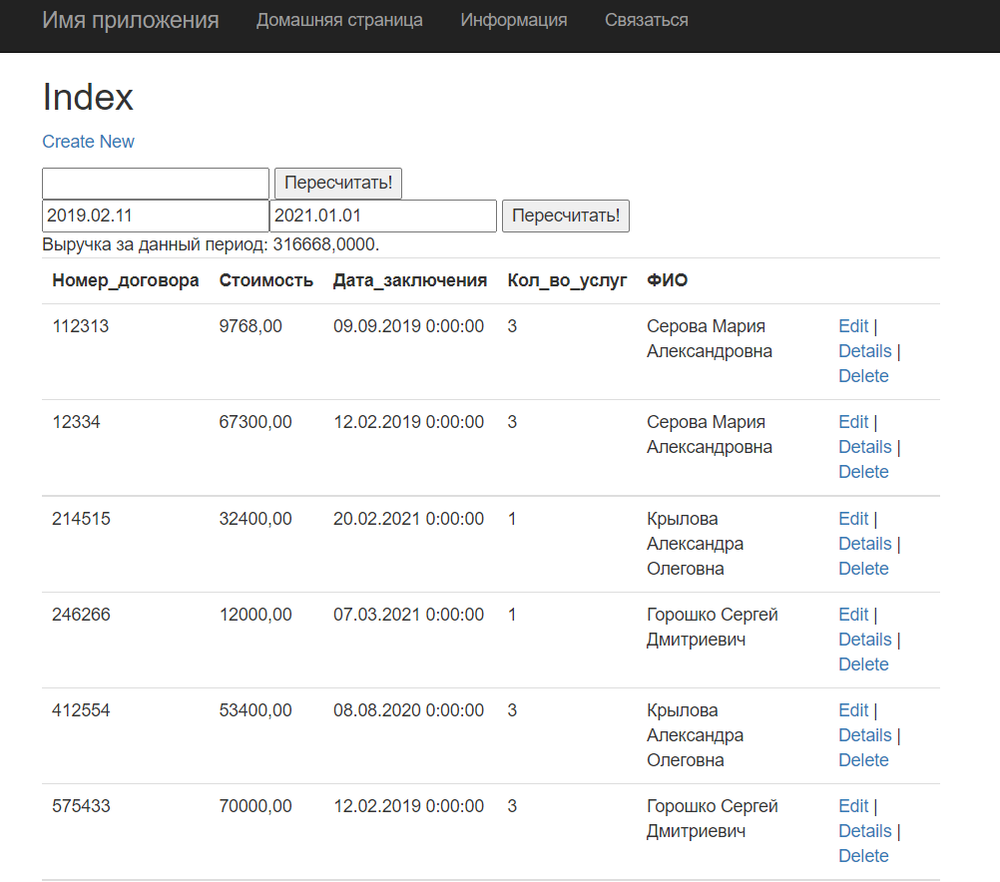 Имя приложения Домашняя страница Информация Связаться
Index
Create New
Пересчитать!
2019.02.11 2021.01.01 Пересчитать!
Выручка за данный период: 316668,0000.
Номер_договора Стоимость Дата_заключения Кол_во_услуг ФИО
112313 9768,00 09.09.2019 0:00:00 3 Серова Мария Edit |
Александровна Details |
Delete
12334 67300,00 12.02.2019 0:00:00 3 Серова Мария Edit |
Александровна Details |
Delete
214515 32400,00 20.02.2021 0:00:00 1 Крылова Edit |
Александра Details |
Олеговна Delete
246266 12000,00 07.03.2021 0:00:00 1 Горошко Сергей Edit |
Дмитриевич Details |
Delete
412554 53400,00 08.08.2020 0:00:00 3 Крылова Edit |
Александра Details |
Олеговна Delete
575433 70000,00 12.02.2019 0:00:00 3 Горошко Сергей Edit |
Дмитриевич Details |
Delete